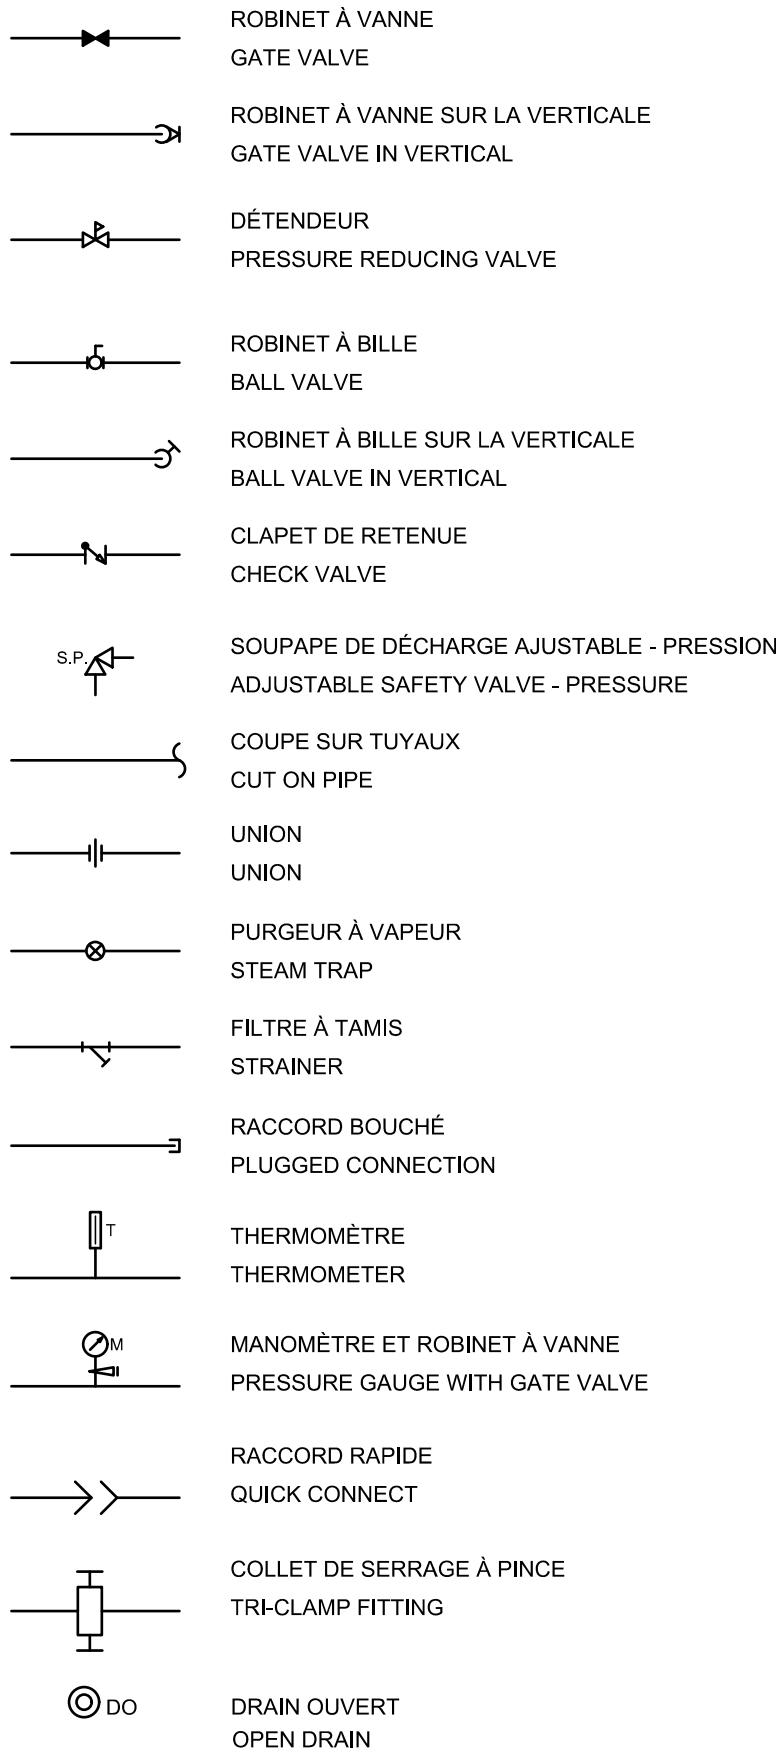 ROBINET À VANNE
GATE VALVE
ROBINET À VANNE SUR LA VERTICALE
GATE VALVE IN VERTICAL
DÉTENDEUR
PRESSURE REDUCING VALVE
ROBINET À BILLE
BALL VALVE
ROBINET À BILLE SUR LA VERTICALE
BALL VALVE IN VERTICAL
CLAPET DE RETENUE
CHECK VALVE
S.P.
SOUPAPE DE DÉCHARGE AJUSTABLE - PRESSION
ADJUSTABLE SAFETY VALVE - PRESSURE
COUPE SUR TUYAUX
CUT ON PIPE
UNION
UNION
PURGEUR À VAPEUR
STEAM TRAP
FILTRE À TAMIS
STRAINER
RACCORD BOUCHÉ
PLUGGED CONNECTION
T
THERMOMÈTRE
THERMOMETER
M
MANOMÈTRE ET ROBINET À VANNE
PRESSURE GAUGE WITH GATE VALVE
RACCORD RAPIDE
QUICK CONNECT
COLLET DE SERRAGE À PINCE
TRI-CLAMP FITTING
DO
DRAIN OUVERT
OPEN DRAIN